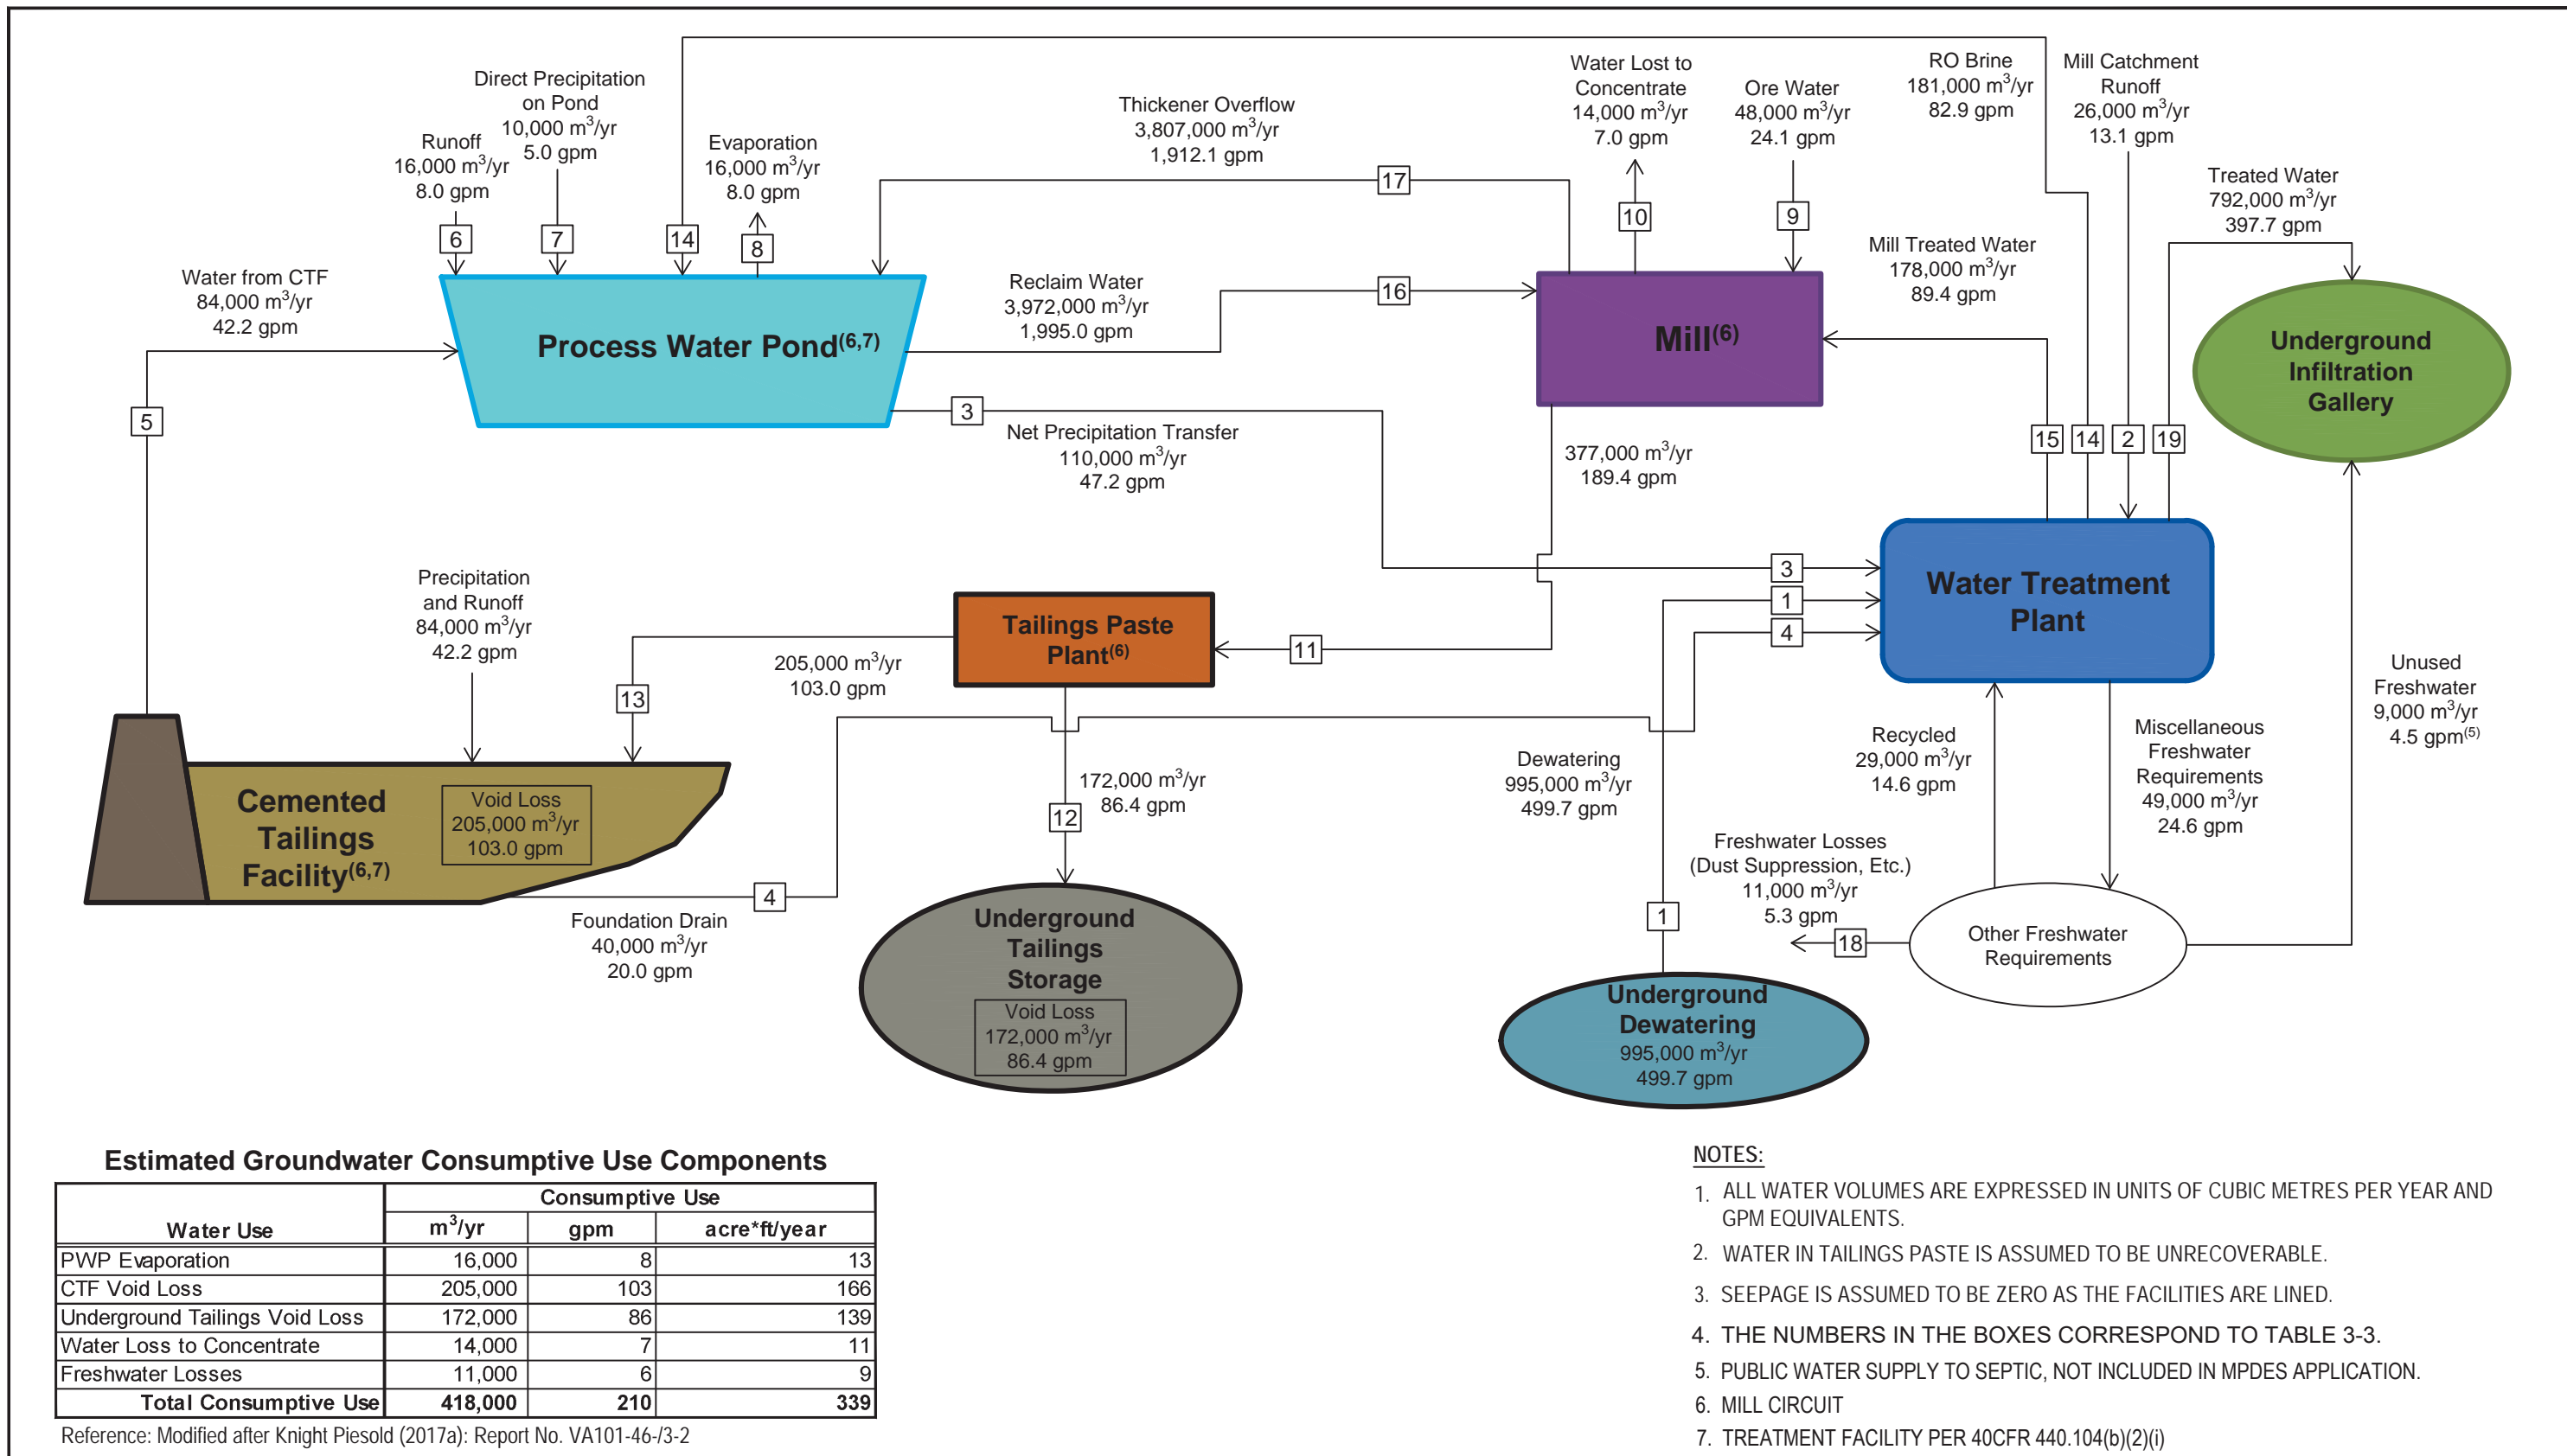 Direct Precipitation
on Pond
10,000 m³/yr
5.0 gpm
Runoff
16,000 m³/yr
8.0 gpm
Evaporation
16,000 m³/yr
8.0 gpm
Thickener Overflow
3,807,000 m³/yr
1,912.1 gpm
Water Lost to
Concentrate
14,000 m³/yr
7.0 gpm
Ore Water
48,000 m³/yr
24.1 gpm
RO Brine
181,000 m³/yr
82.9 gpm
Mill Catchment
Runoff
26,000 m³/yr
13.1 gpm
Treated Water
792,000 m³/yr
397.7 gpm
6
7
14
8
17
10
9
Water from CTF
84,000 m³/yr
42.2 gpm
Reclaim Water
3,972,000 m³/yr
1,995.0 gpm
16
Mill Treated Water
178,000 m³/yr
89.4 gpm
Process Water Pond(6,7)
Mill(6)
Underground
Infiltration
Gallery
5
3
Net Precipitation Transfer
110,000 m³/yr
47.2 gpm
377,000 m³/yr
189.4 gpm
15
14
2
19
Precipitation
and Runoff
84,000 m³/yr
42.2 gpm
Tailings Paste
Plant(6)
3
1
4
11
Water Treatment
Plant
205,000 m³/yr
103.0 gpm
13
Unused
Freshwater
9,000 m³/yr
4.5 gpm(5)
Cemented
Tailings
Facility(6,7)
Void Loss
205,000 m³/yr
103.0 gpm
172,000 m³/yr
86.4 gpm
12
Dewatering
995,000 m³/yr
499.7 gpm
Recycled
29,000 m³/yr
14.6 gpm
Miscellaneous
Freshwater
Requirements
49,000 m³/yr
24.6 gpm
4
Foundation Drain
40,000 m³/yr
20.0 gpm
Freshwater Losses
(Dust Suppression, Etc.)
11,000 m³/yr
5.3 gpm
1
18
Other Freshwater
Requirements
Underground
Tailings
Storage
Void Loss
172,000 m³/yr
86.4 gpm
Underground
Dewatering
995,000 m³/yr
499.7 gpm
Estimated Groundwater Consumptive Use Components
Water Use Consumptive Use
m³/yr gpm acre*ft/year
PWP Evaporation 16,000 8 13
CTF Void Loss 205,000 103 166
Underground Tailings Void Loss 172,000 86 139
Water Loss to Concentrate 14,000 7 11
Freshwater Losses 11,000 6 9
Total Consumptive Use 418,000 210 339
Reference: Modified after Knight Piesold (2017a): Report No. VA101-46-/3-2
NOTES:
1. ALL WATER VOLUMES ARE EXPRESSED IN UNITS OF CUBIC METRES PER YEAR AND
GPM EQUIVALENTS.
2. WATER IN TAILINGS PASTE IS ASSUMED TO BE UNRECOVERABLE.
3. SEEPAGE IS ASSUMED TO BE ZERO AS THE FACILITIES ARE LINED.
4. THE NUMBERS IN THE BOXES CORRESPOND TO TABLE 3-3.
5. PUBLIC WATER SUPPLY TO SEPTIC, NOT INCLUDED IN MPDES APPLICATION.
6. MILL CIRCUIT
7. TREATMENT FACILITY PER 40CFR 440.104(b)(2)(i)